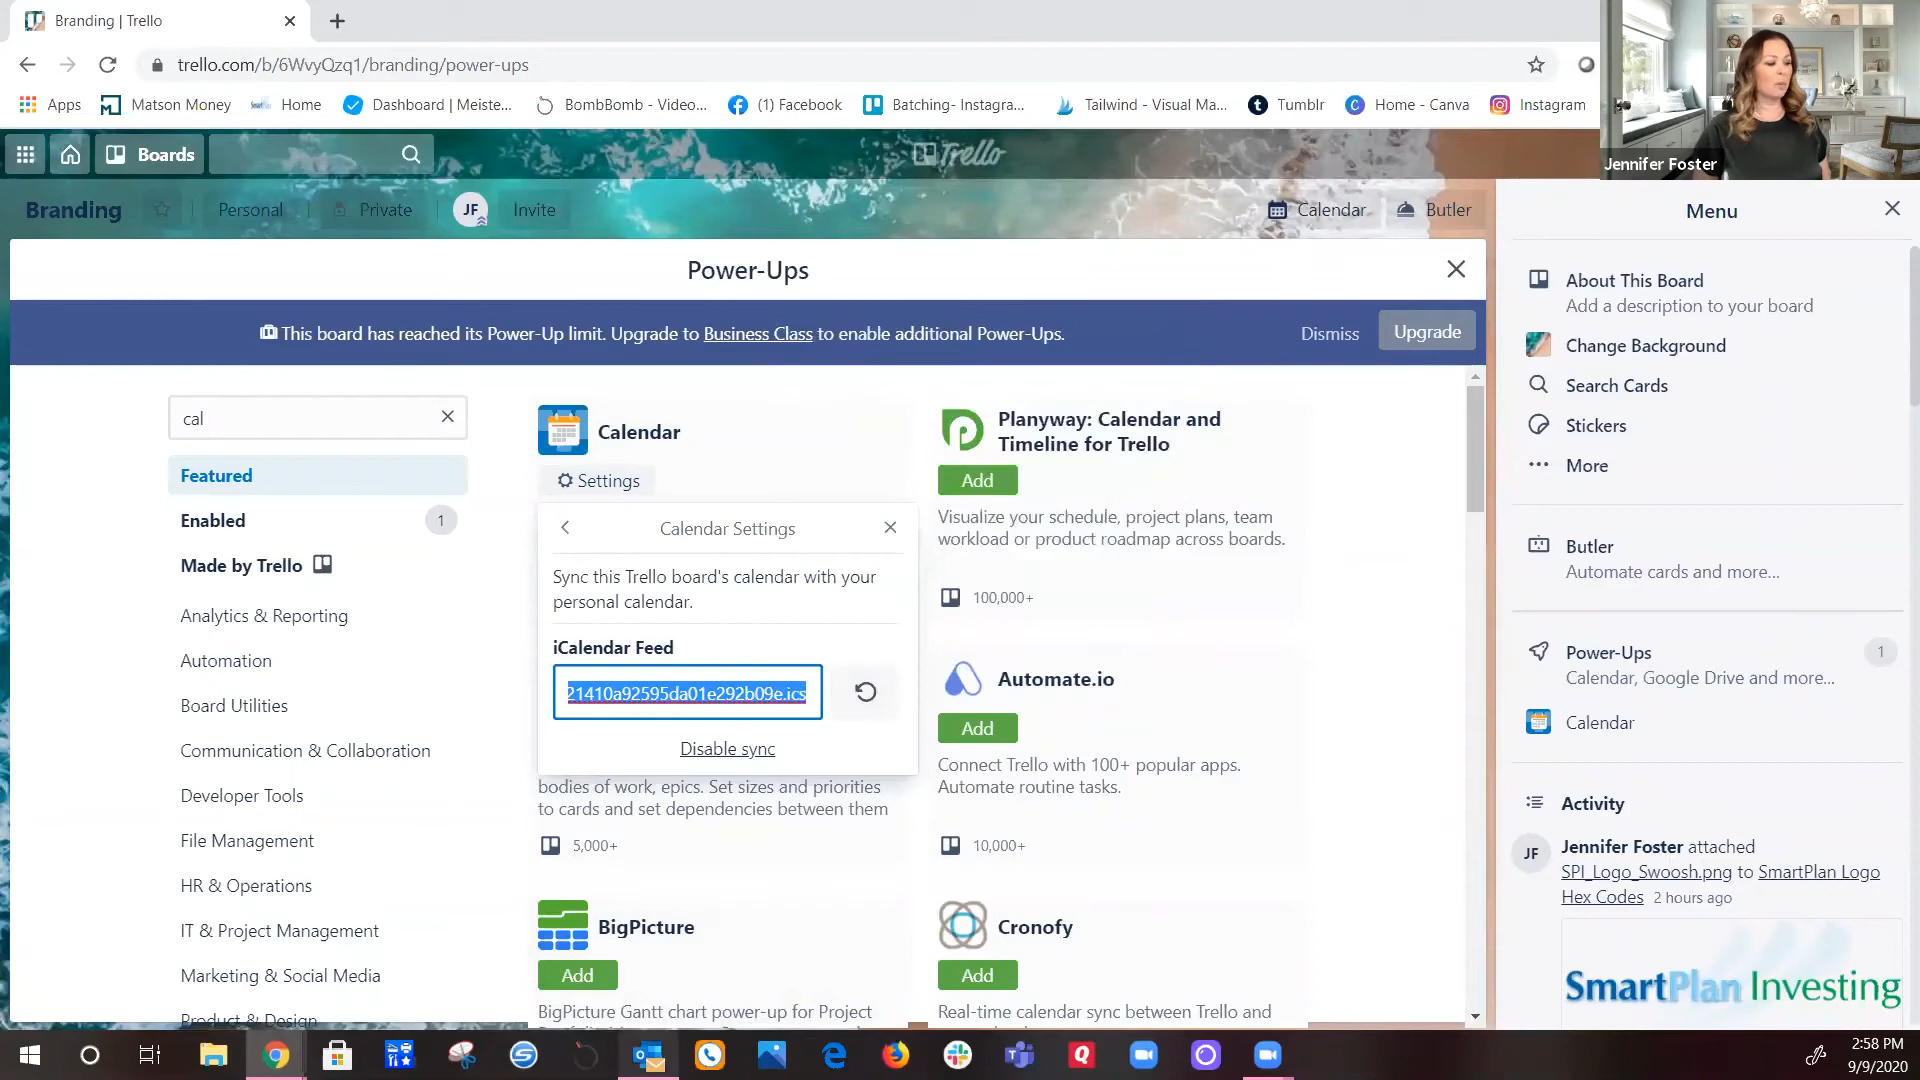 Branding | Trello
trello.com/b/6WvyQzq1/branding/power-ups
Apps
Matson Money
Home
Dashboard | Meiste...
BombBomb - Video...
(1) Facebook
Batching- Instagra...
Tailwind - Visual Ma...
Tumblr
Home - Canva
Instagram
Jennifer Foster
Boards
Trello
Branding
Personal
Private
JF
Invite
Calendar
Butler
Power-Ups
This board has reached its Power-Up limit. Upgrade to Business Class to enable additional Power-Ups.
Dismiss
Upgrade
cal
Featured
Enabled
1
Made by Trello
Analytics & Reporting
Automation
Board Utilities
Communication & Collaboration
Developer Tools
File Management
HR & Operations
IT & Project Management
Marketing & Social Media
Product & Design
Calendar
Settings
Calendar Settings
Sync this Trello board's calendar with your
personal calendar.
iCalendar Feed
21410a92595da01e292b09e.ics
Disable sync
bodies of work, epics. Set sizes and priorities
to cards and set dependencies between them
5,000+
BigPicture
Add
BigPicture Gantt chart power-up for Project
Planyway: Calendar and
Timeline for Trello
Add
Visualize your schedule, project plans, team
workload or product roadmap across boards.
100,000+
Automate.io
Add
Connect Trello with 100+ popular apps.
Automate routine tasks.
10,000+
Cronofy
Add
Real-time calendar sync between Trello and
Menu
About This Board
Add a description to your board
Change Background
Search Cards
Stickers
More
Butler
Automate cards and more...
Power-Ups
1
Calendar, Google Drive and more...
Calendar
Activity
JF
Jennifer Foster attached
SPI_Logo_Swoosh.png to SmartPlan Logo
Hex Codes 2 hours ago
SmartPlan Investing
2:58 PM
9/9/2020